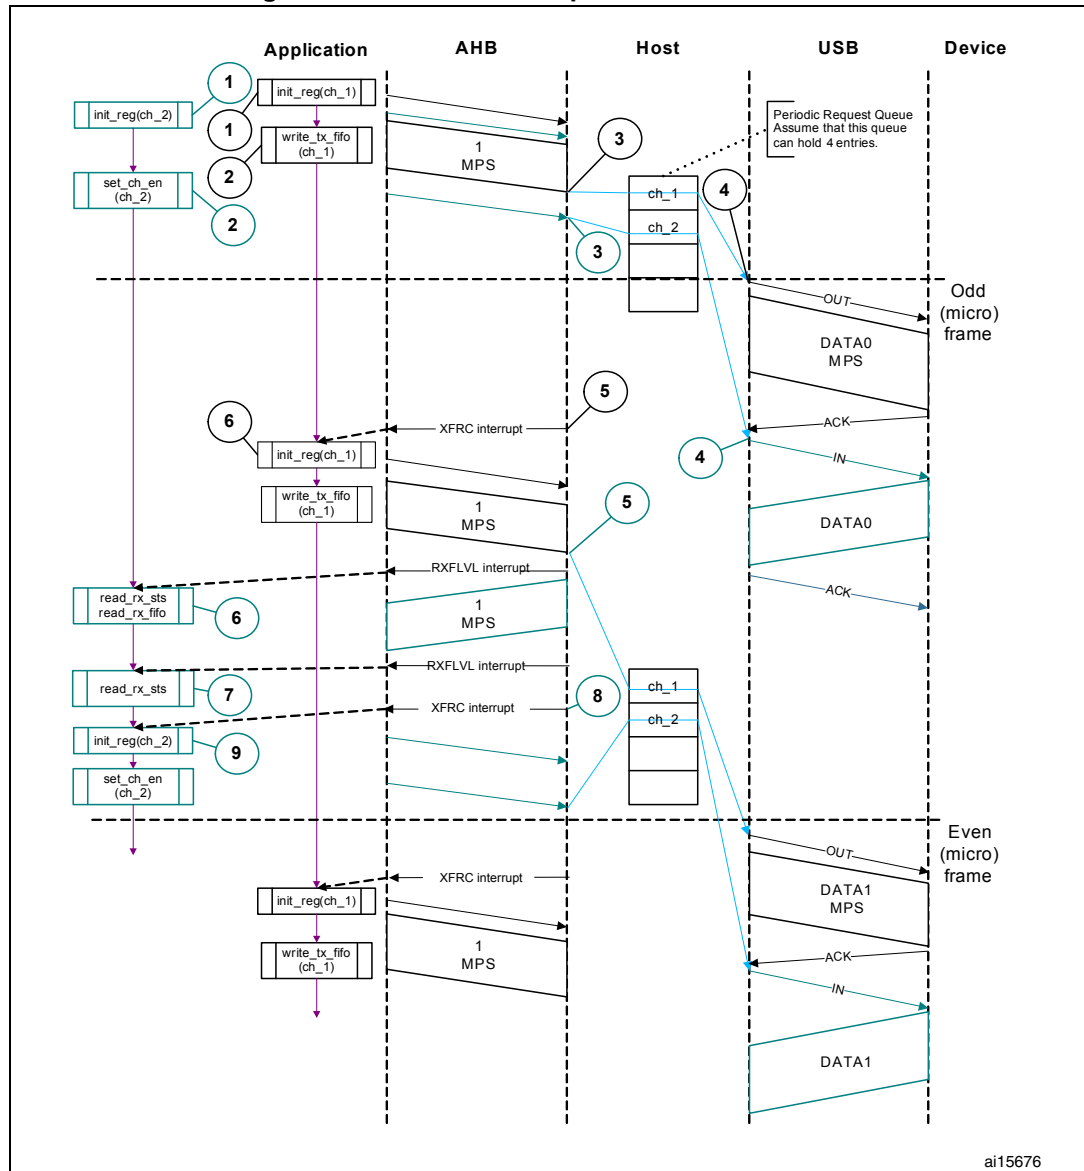 Application
AHB
Host
USB
Device
1
init_reg(ch_2)
init_reg(ch_1)
1
Periodic Request Queue
Assume that this queue
can hold 4 entries.
write_tx_fifo
(ch_1)
2
1
MPS
3
set_ch_en
(ch_2)
2
ch_1
4
ch_2
3
Odd
(micro)
frame
OUT
DATA0
MPS
5
6
XFRC interrupt
ACK
init_reg(ch_1)
4
IN
write_tx_fifo
(ch_1)
1
MPS
5
DATA0
RXFLVL interrupt
read_rx_sts
read_rx_fifo
6
1
MPS
ACK
RXFLVL interrupt
read_rx_sts
7
ch_1
8
XFRC interrupt
ch_2
init_reg(ch_2)
9
set_ch_en
(ch_2)
Even
(micro)
frame
OUT
XFRC interrupt
init_reg(ch_1)
DATA1
MPS
write_tx_fifo
(ch_1)
1
MPS
ACK
IN
DATA1
ai15676